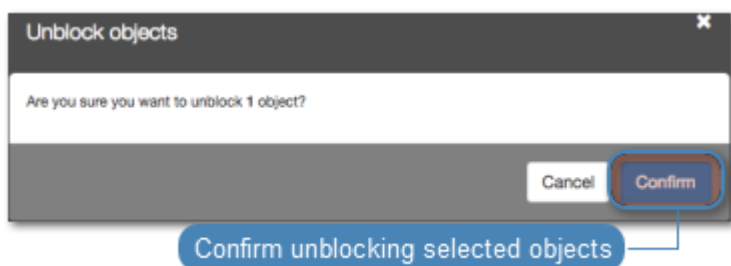 Unblock objects
Are you sure you want to unblock 1 object?
Cancel Confirm
Confirm unblocking selected objects